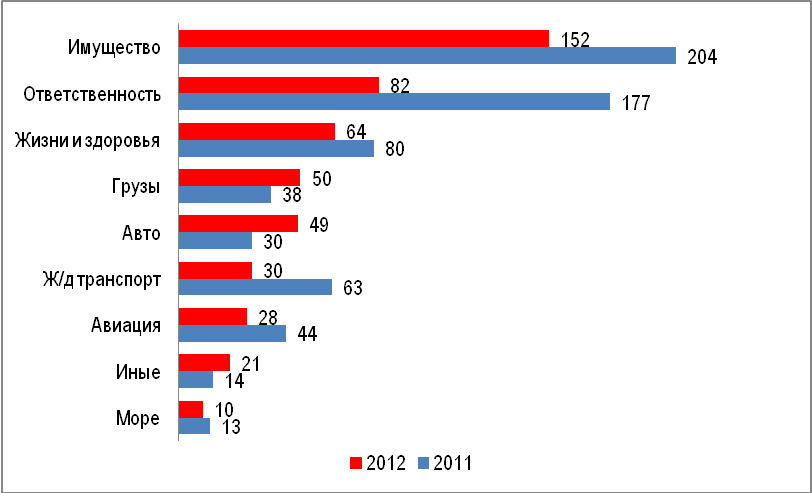 Имущество
152
204
Ответственность
82
177
Жизни и здоровья
64
80
Грузы
50
38
Авто
49
30
Ж/д транспорт
30
63
Авиация
28
44
Иные
21
14
Море
10
13
2012 2011